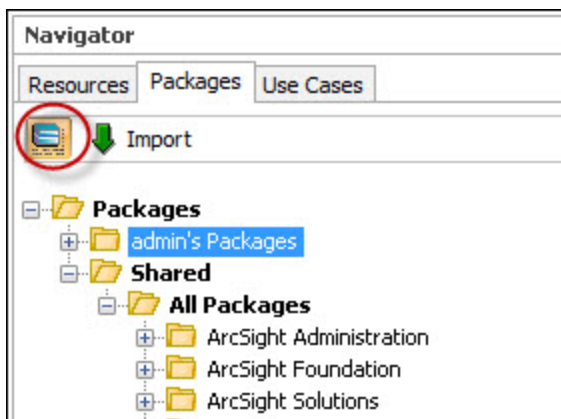 Navigator
Resources Packages Use Cases
Import
Packages
admin's Packages
Shared
All Packages
ArcSight Administration
ArcSight Foundation
ArcSight Solutions